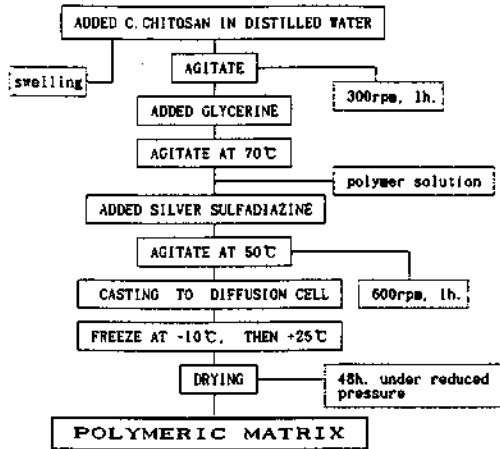 ADDED C.CHITOSAN IN DISTILLED WATER
swelling
AGITATE
300rpm, 1h.
ADDED GLYCERINE
AGITATE AT 70℃
polymer solution
ADDED SILVER SULFADIAZINE
AGITATE AT 50℃
600rpm, 1h.
CASTING TO DIFFUSION CELL
FREEZE AT -10℃, THEN +25℃
DRYING
48h. under reduced
pressure
POLYMERIC MATRIX